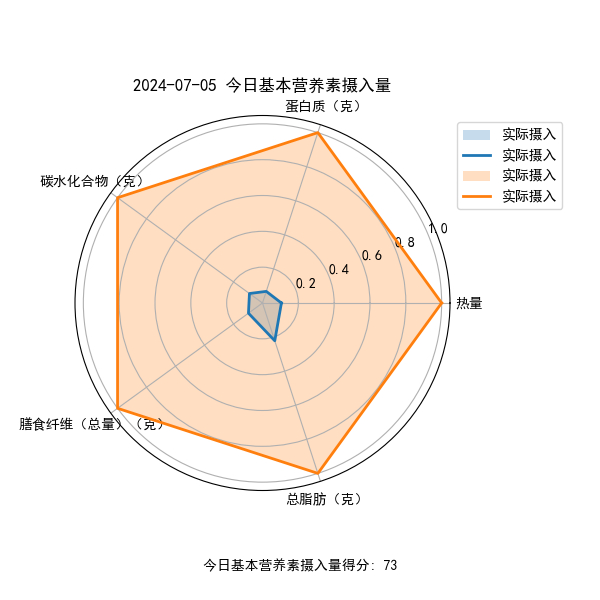 2024-07-05 今日基本营养素摄入量
蛋白质（克）
实际摄入
实际摄入
实际摄入
实际摄入
碳水化合物（克）
1.0
0.8
0.6
0.4
0.2
热量
膳食纤维（总量）（克）
总脂肪（克）
今日基本营养素摄入量得分: 73